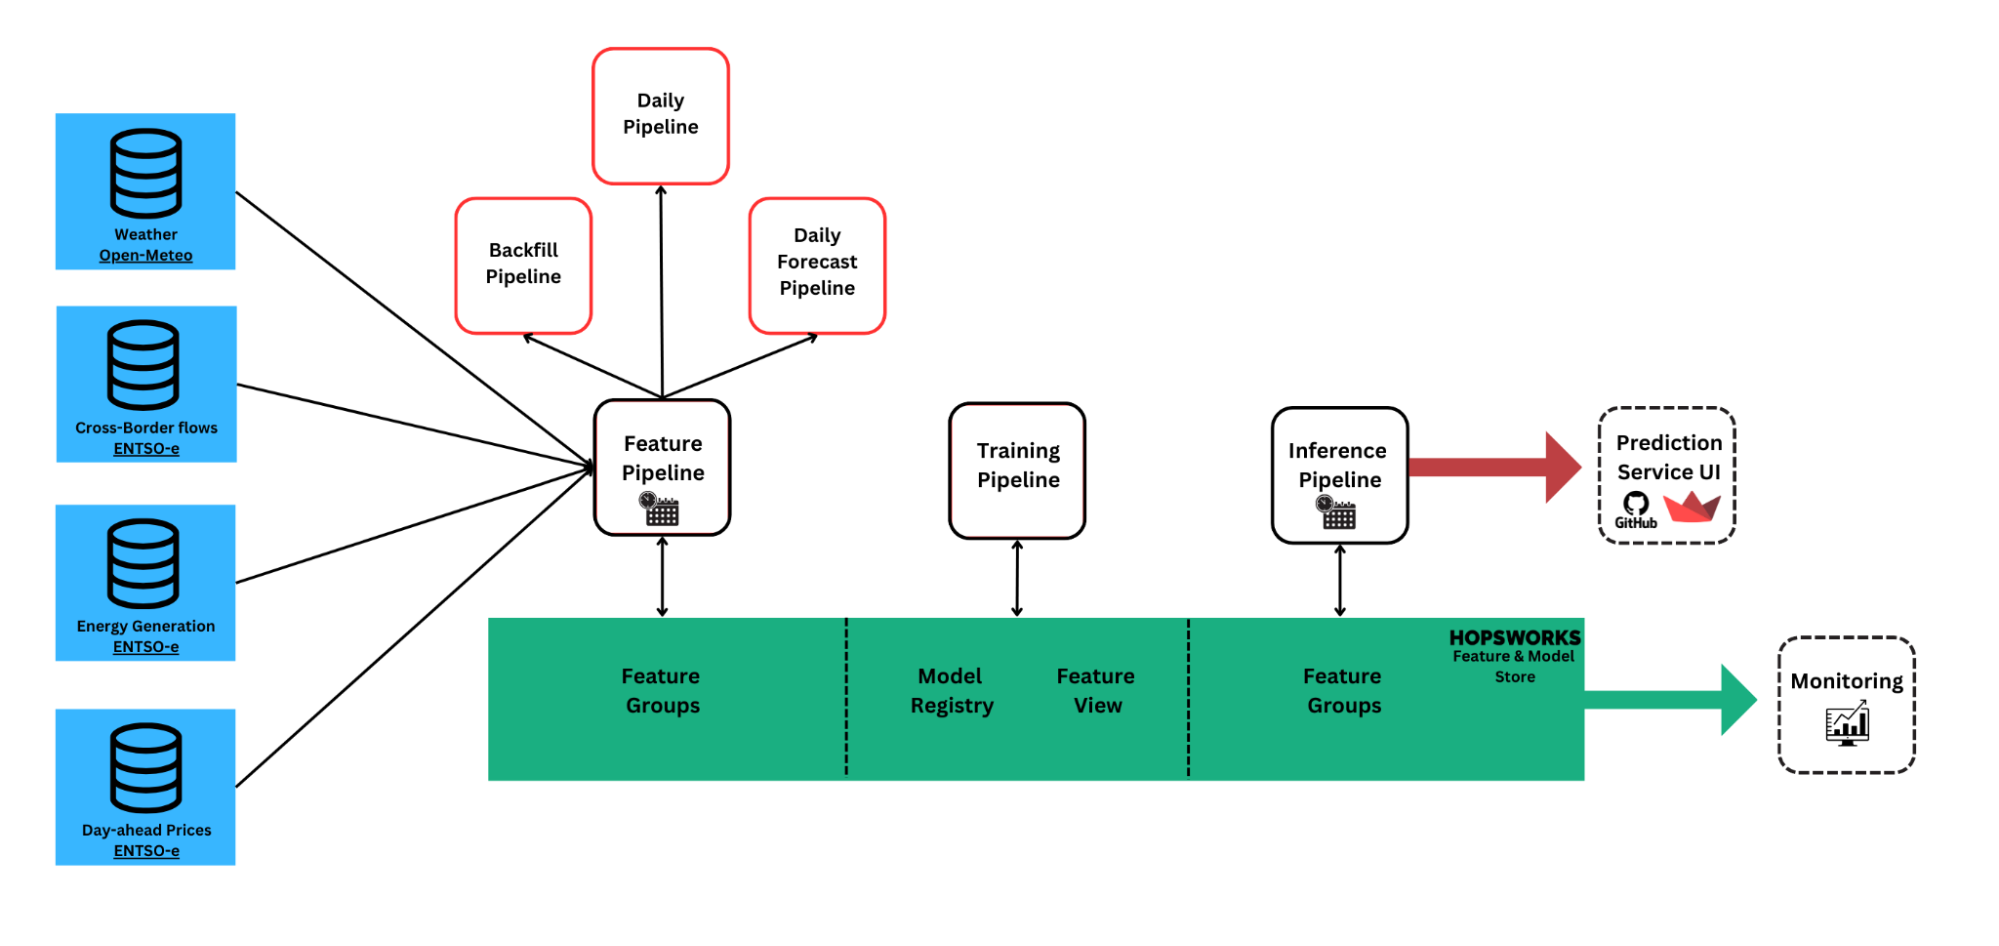 Daily
Pipeline
Backfill
Pipeline
Daily
Forecast
Pipeline
Weather
Open-Meteo
Cross-Border flows
ENTSO-e
Energy Generation
ENTSO-e
Day-ahead Prices
ENTSO-e
Feature
Pipeline
Training
Pipeline
Inference
Pipeline
Prediction
Service UI
GitHub
Feature
Groups
Model
Registry
Feature
View
Feature
Groups
HOPSWORKS
Feature & Model
Store
Monitoring